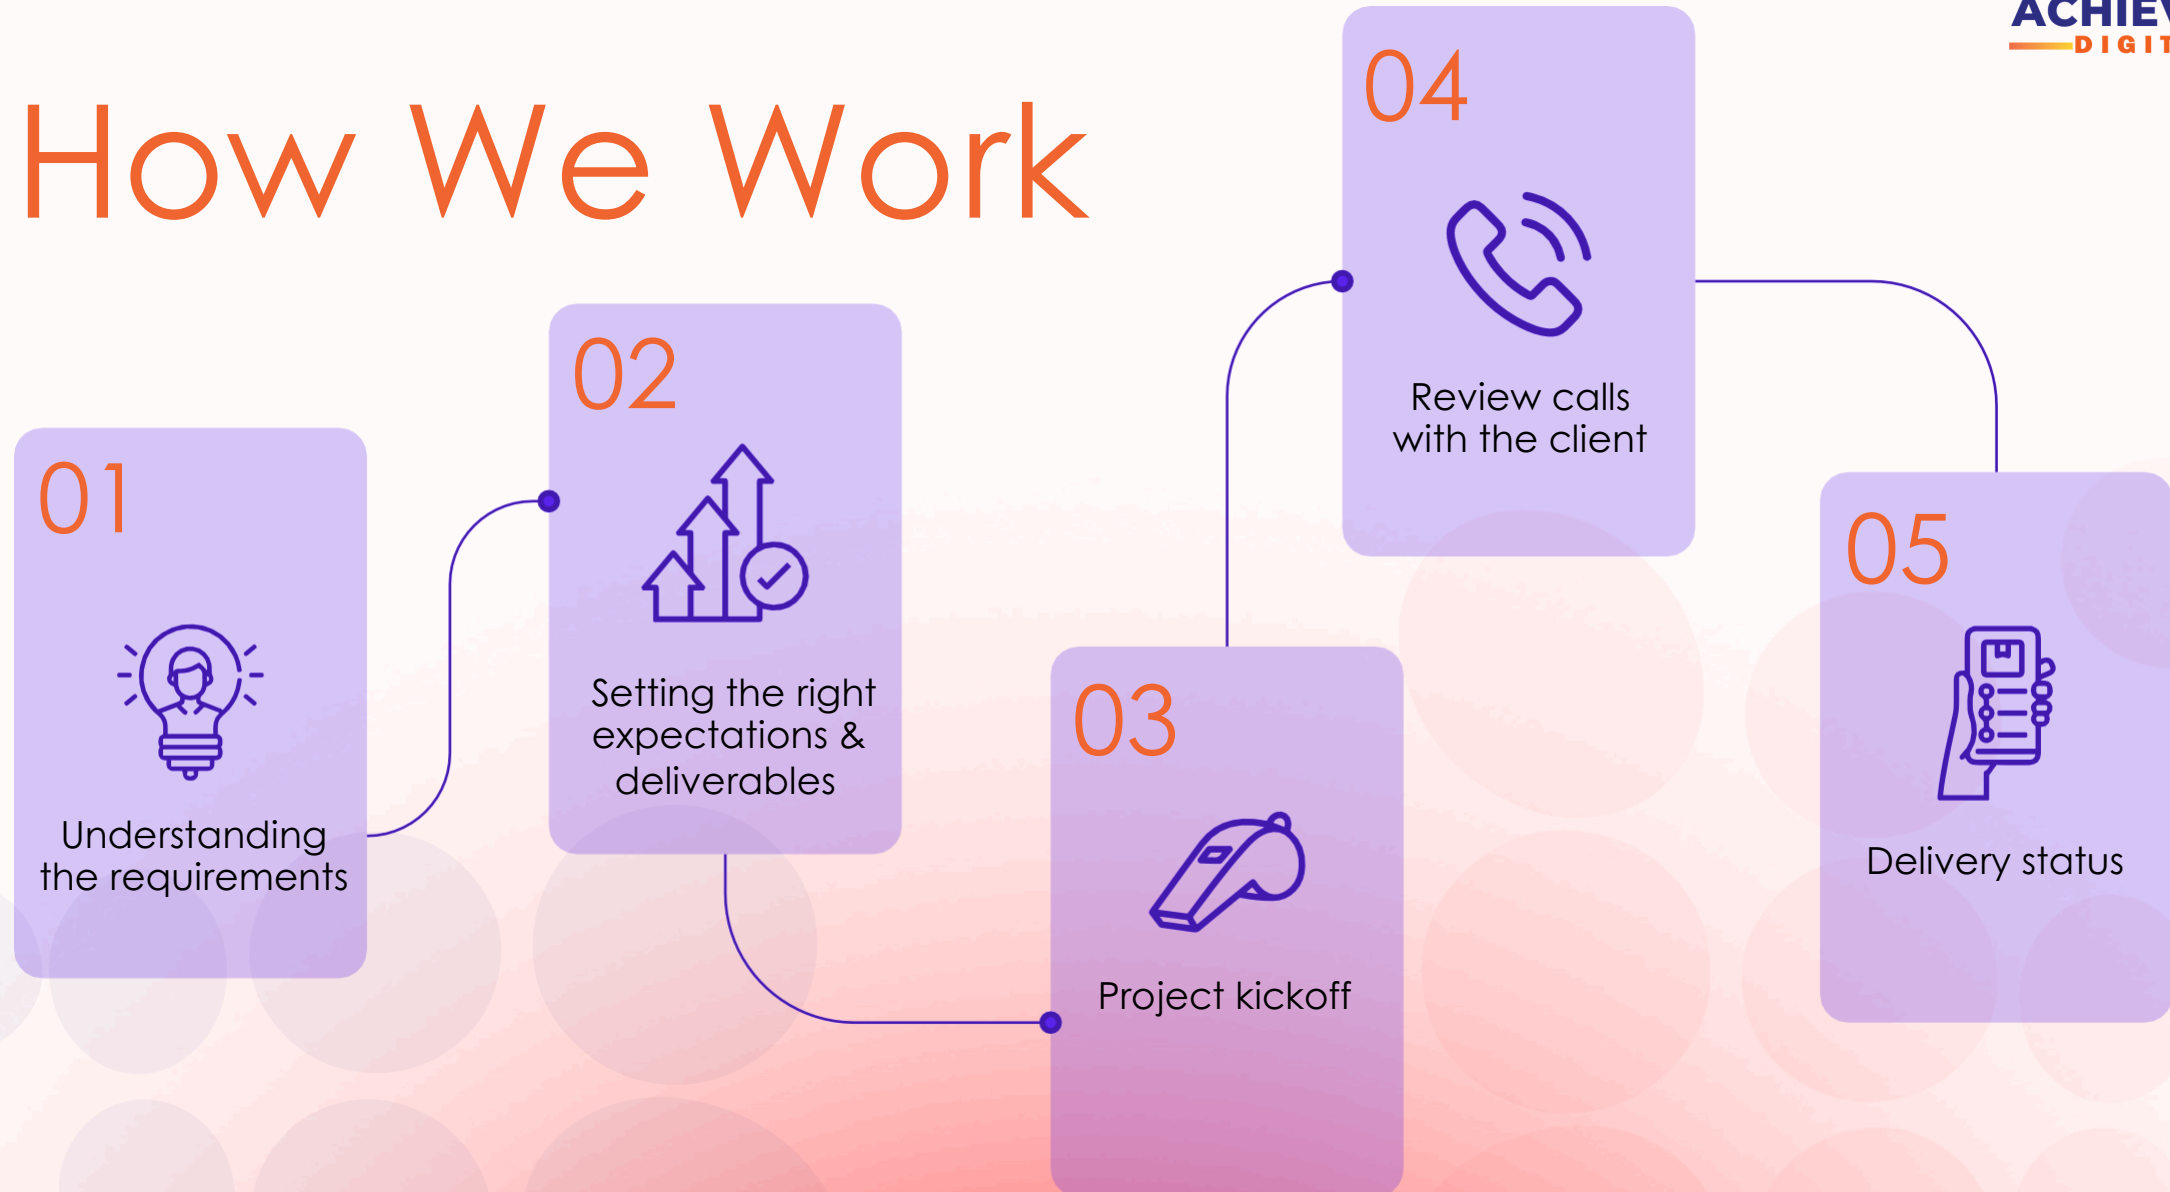 How We Work
01
Understanding
the requirements
02
Setting the right
expectations &
deliverables
03
Project kickoff
04
Review calls
with the client
05
Delivery status